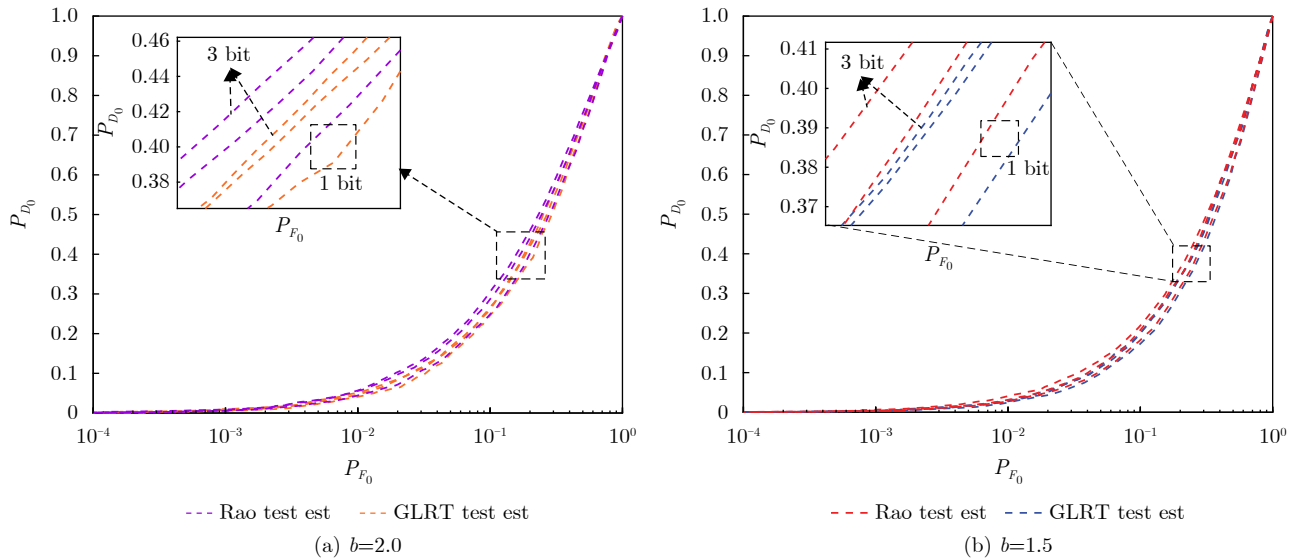 1.0
0.9
0.8
0.7
0.6
0.5
0.4
0.3
0.2
0.1
0
P_{D_0}
10^{-4}
10^{-3}
10^{-2}
10^{-1}
10^{0}
P_{F_0}
0.46
0.44
0.42
0.40
0.38
P_{D_0}
3 bit
1 bit
P_{F_0}
Rao test est
GLRT test est
(a) b=2.0
1.0
0.9
0.8
0.7
0.6
0.5
0.4
0.3
0.2
0.1
0
P_{D_0}
10^{-4}
10^{-3}
10^{-2}
10^{-1}
10^{0}
P_{F_0}
0.41
0.40
0.39
0.38
0.37
P_{D_0}
3 bit
1 bit
P_{F_0}
Rao test est
GLRT test est
(b) b=1.5